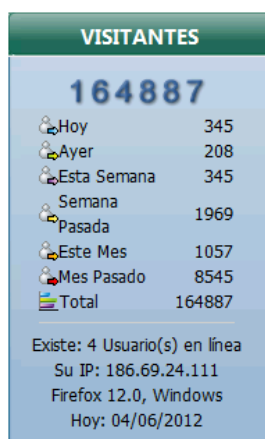 VISITANTES
164887
Hoy 345
Ayer 208
Esta Semana 345
Semana
Pasada 1969
Este Mes 1057
Mes Pasado 8545
Total 164887
Existe: 4 Usuario(s) en línea
Su IP: 186.69.24.111
Firefox 12.0, Windows
Hoy: 04/06/2012